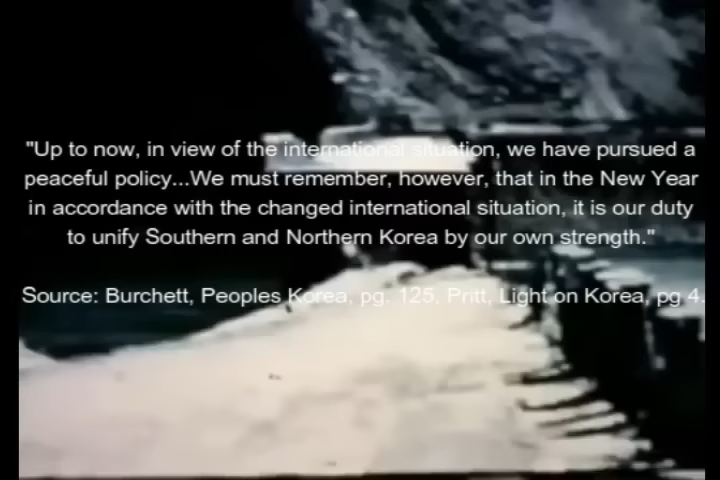 "Up to now, in view of the international situation, we have pursued a
peaceful policy...We must remember, however, that in the New Year
in accordance with the changed international situation, it is our duty
to unify Southern and Northern Korea by our own strength."
Source: Burchett, Peoples Korea, pg. 125, Pritt, Light on Korea, pg 4.